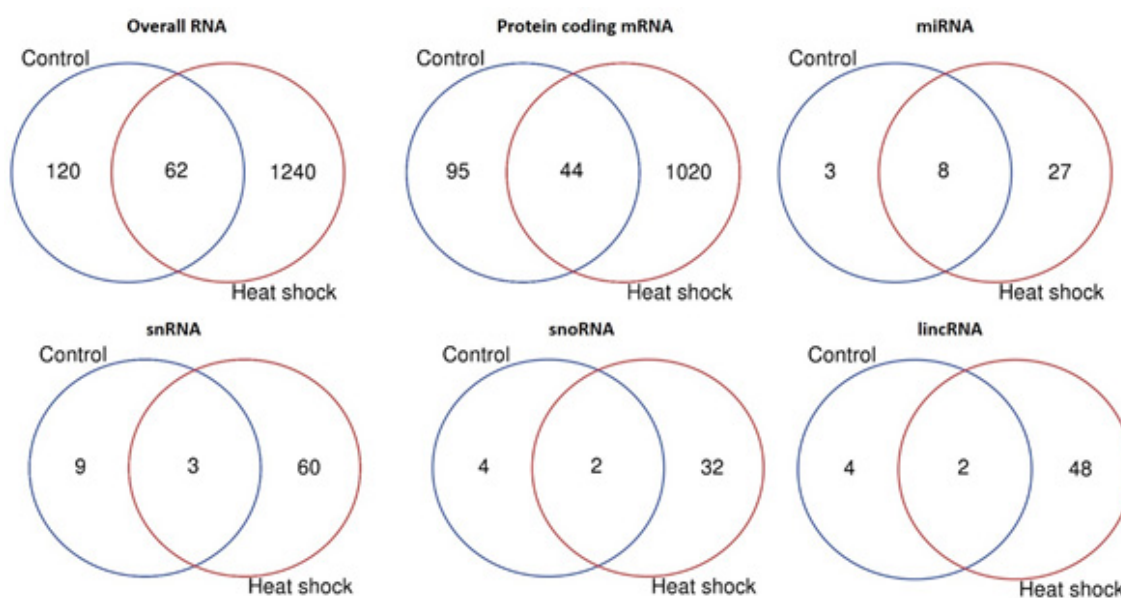 Overall RNA
Control
120 62 1240
Heat shock
Protein coding mRNA
Control
95 44 1020
Heat shock
miRNA
Control
3 8 27
Heat shock
snRNA
Control
9 3 60
Heat shock
snoRNA
Control
4 2 32
Heat shock
lincRNA
Control
4 2 48
Heat shock